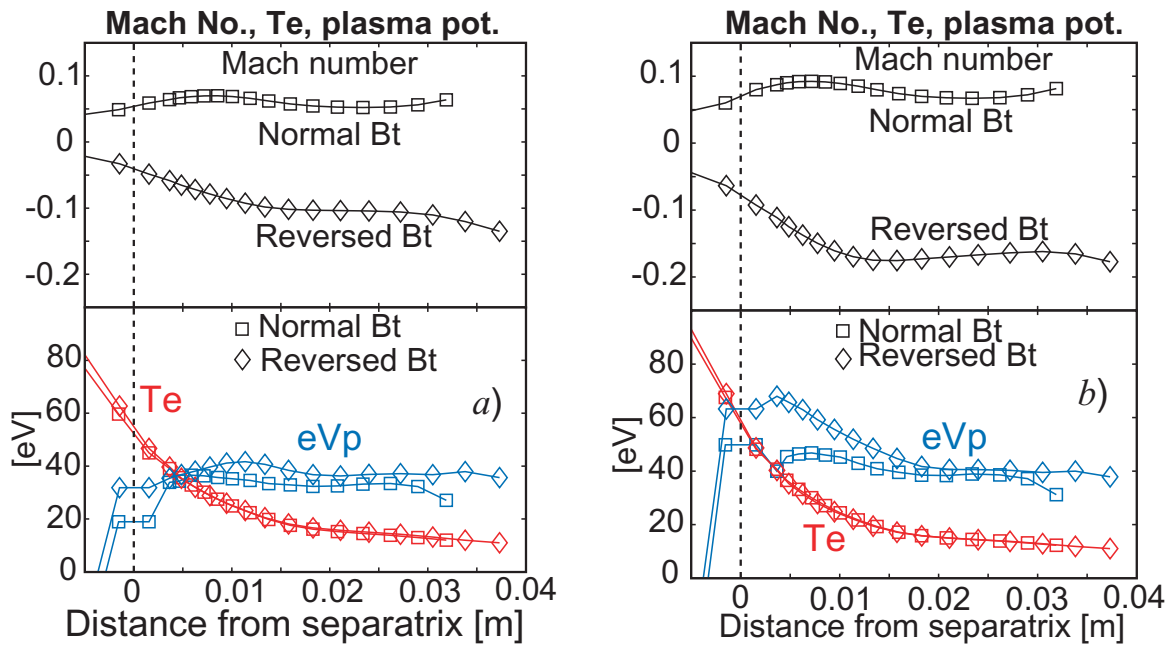 Mach No., Te, plasma pot.
0.1
0
-0.1
-0.2
Mach number
Normal Bt
Reversed Bt
[eV]
80
60
40
20
0
Normal Bt
Reversed Bt
Te
a)
eVp
0 0.01 0.02 0.03 0.04
Distance from separatrix [m]
Mach No., Te, plasma pot.
0.1
0
-0.1
-0.2
Mach number
Normal Bt
Reversed Bt
[eV]
80
60
40
20
0
Normal Bt
Reversed Bt
b)
eVp
Te
0 0.01 0.02 0.03 0.04
Distance from separatrix [m]